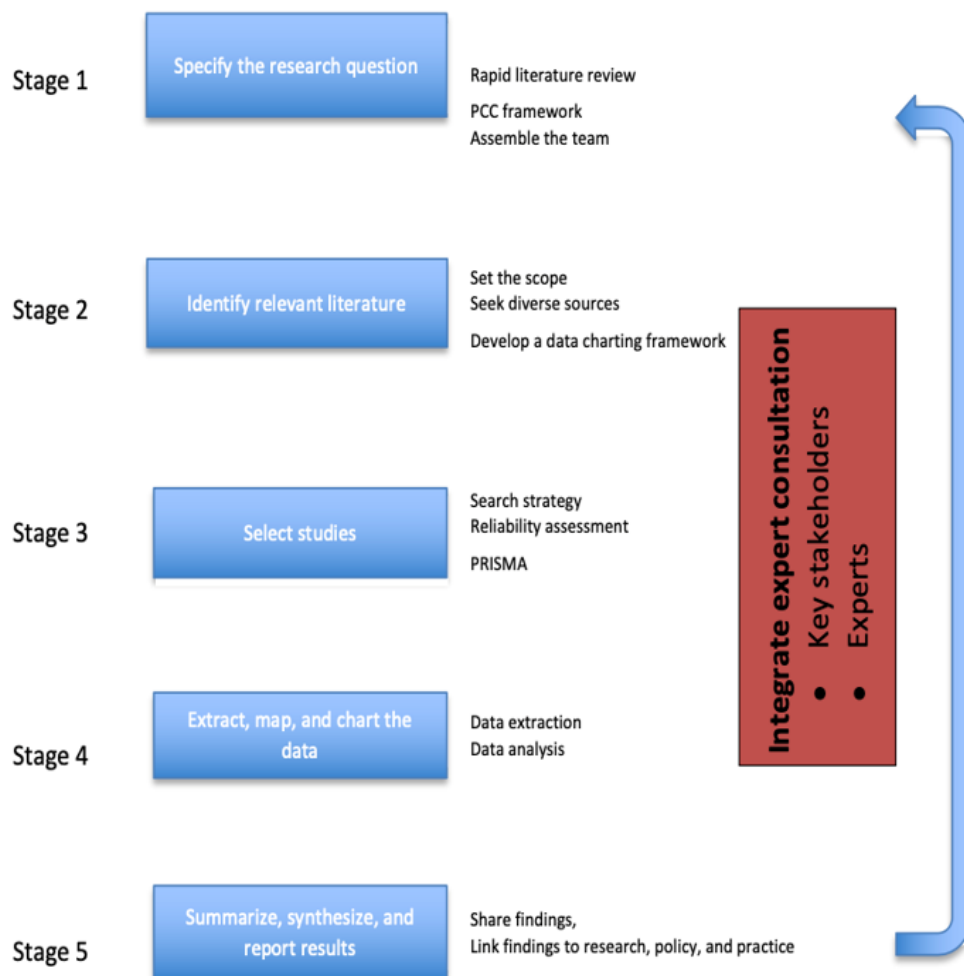 Stage 1
Specify the research question
Rapid literature review
PCC framework
Assemble the team
Stage 2
Identify relevant literature
Set the scope
Seek diverse sources
Develop a data charting framework
Stage 3
Select studies
Search strategy
Reliability assessment
PRISMA
Stage 4
Extract, map, and chart the
data
Data extraction
Data analysis
Stage 5
Summarize, synthesize, and
report results
Share findings,
Link findings to research, policy, and practice
Integrate expert consultation
• Key stakeholders
• Experts